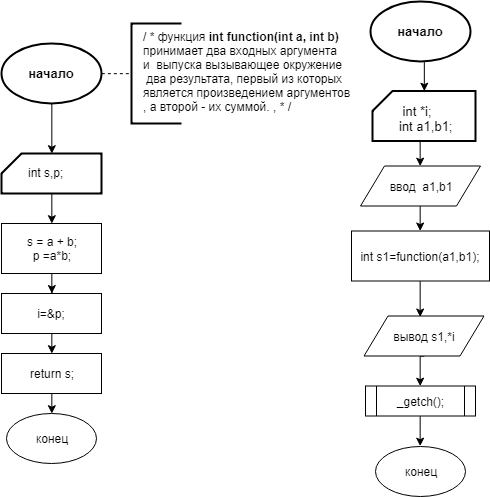 начало
/ * функция int function(int a, int b)
принимает два входных аргумента
и выпуска вызывающее окружение
два результата, первый из которых
является произведением аргументов
, а второй - их суммой. , * /
int s,p;
s = a + b;
p =a*b;
i=&p;
return s;
конец
начало
int *i;
int a1,b1;
ввод a1,b1
int s1=function(a1,b1);
вывод s1,*i
_getch();
конец